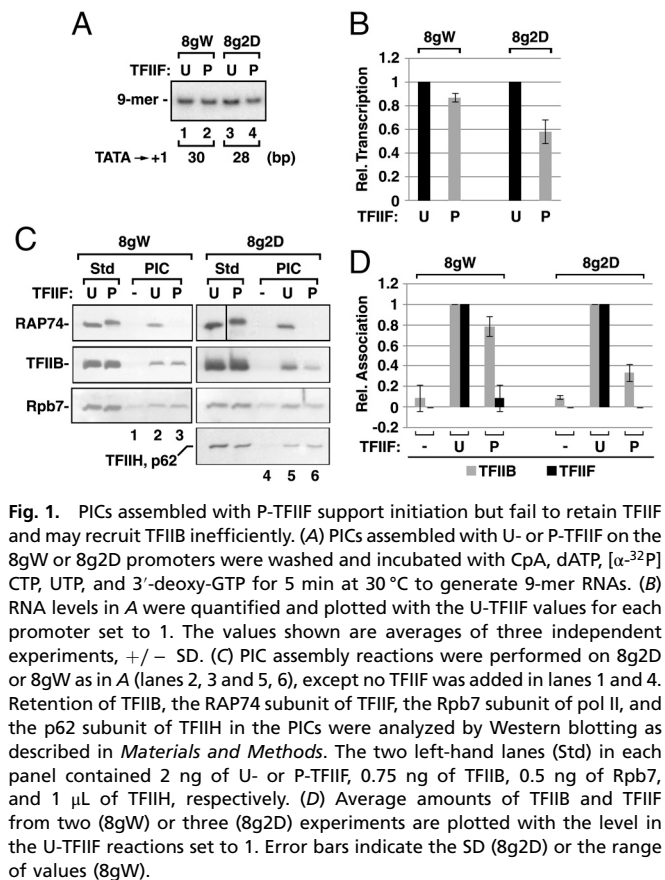 A
8gW 8g2D
TFIIF: U P U P
9-mer -
1 2 3 4
TATA → +1 30 28 (bp)
B
8gW 8g2D
Rel. Transcription
1.2
1
0.8
0.6
0.4
0.2
0
TFIIF: U P U P
C
8gW 8g2D
Std PIC Std PIC
TFIIF: U P - U P U P - U P
RAP74-
TFIIB-
Rpb7-
1 2 3
TFIIH, p62
4 5 6
D
8gW 8g2D
Rel. Association
1.2
1
0.8
0.6
0.4
0.2
0
-0.2
TFIIF: - U P - U P
TFIIB TFIIF
Fig. 1. PICs assembled with P-TFIIF support initiation but fail to retain TFIIF
and may recruit TFIIB inefficiently. (A) PICs assembled with U- or P-TFIIF on the
8gW or 8g2D promoters were washed and incubated with CpA, dATP, [α-³²P]
CTP, UTP, and 3′-deoxy-GTP for 5 min at 30 °C to generate 9-mer RNAs. (B)
RNA levels in A were quantified and plotted with the U-TFIIF values for each
promoter set to 1. The values shown are averages of three independent
experiments, +/− SD. (C) PIC assembly reactions were performed on 8g2D
or 8gW as in A (lanes 2, 3 and 5, 6), except no TFIIF was added in lanes 1 and 4.
Retention of TFIIB, the RAP74 subunit of TFIIF, the Rpb7 subunit of pol II, and
the p62 subunit of TFIIH in the PICs were analyzed by Western blotting as
described in Materials and Methods. The two left-hand lanes (Std) in each
panel contained 2 ng of U- or P-TFIIF, 0.75 ng of TFIIB, 0.5 ng of Rpb7,
and 1 μL of TFIIH, respectively. (D) Average amounts of TFIIB and TFIIF
from two (8gW) or three (8g2D) experiments are plotted with the level in
the U-TFIIF reactions set to 1. Error bars indicate the SD (8g2D) or the range
of values (8gW).